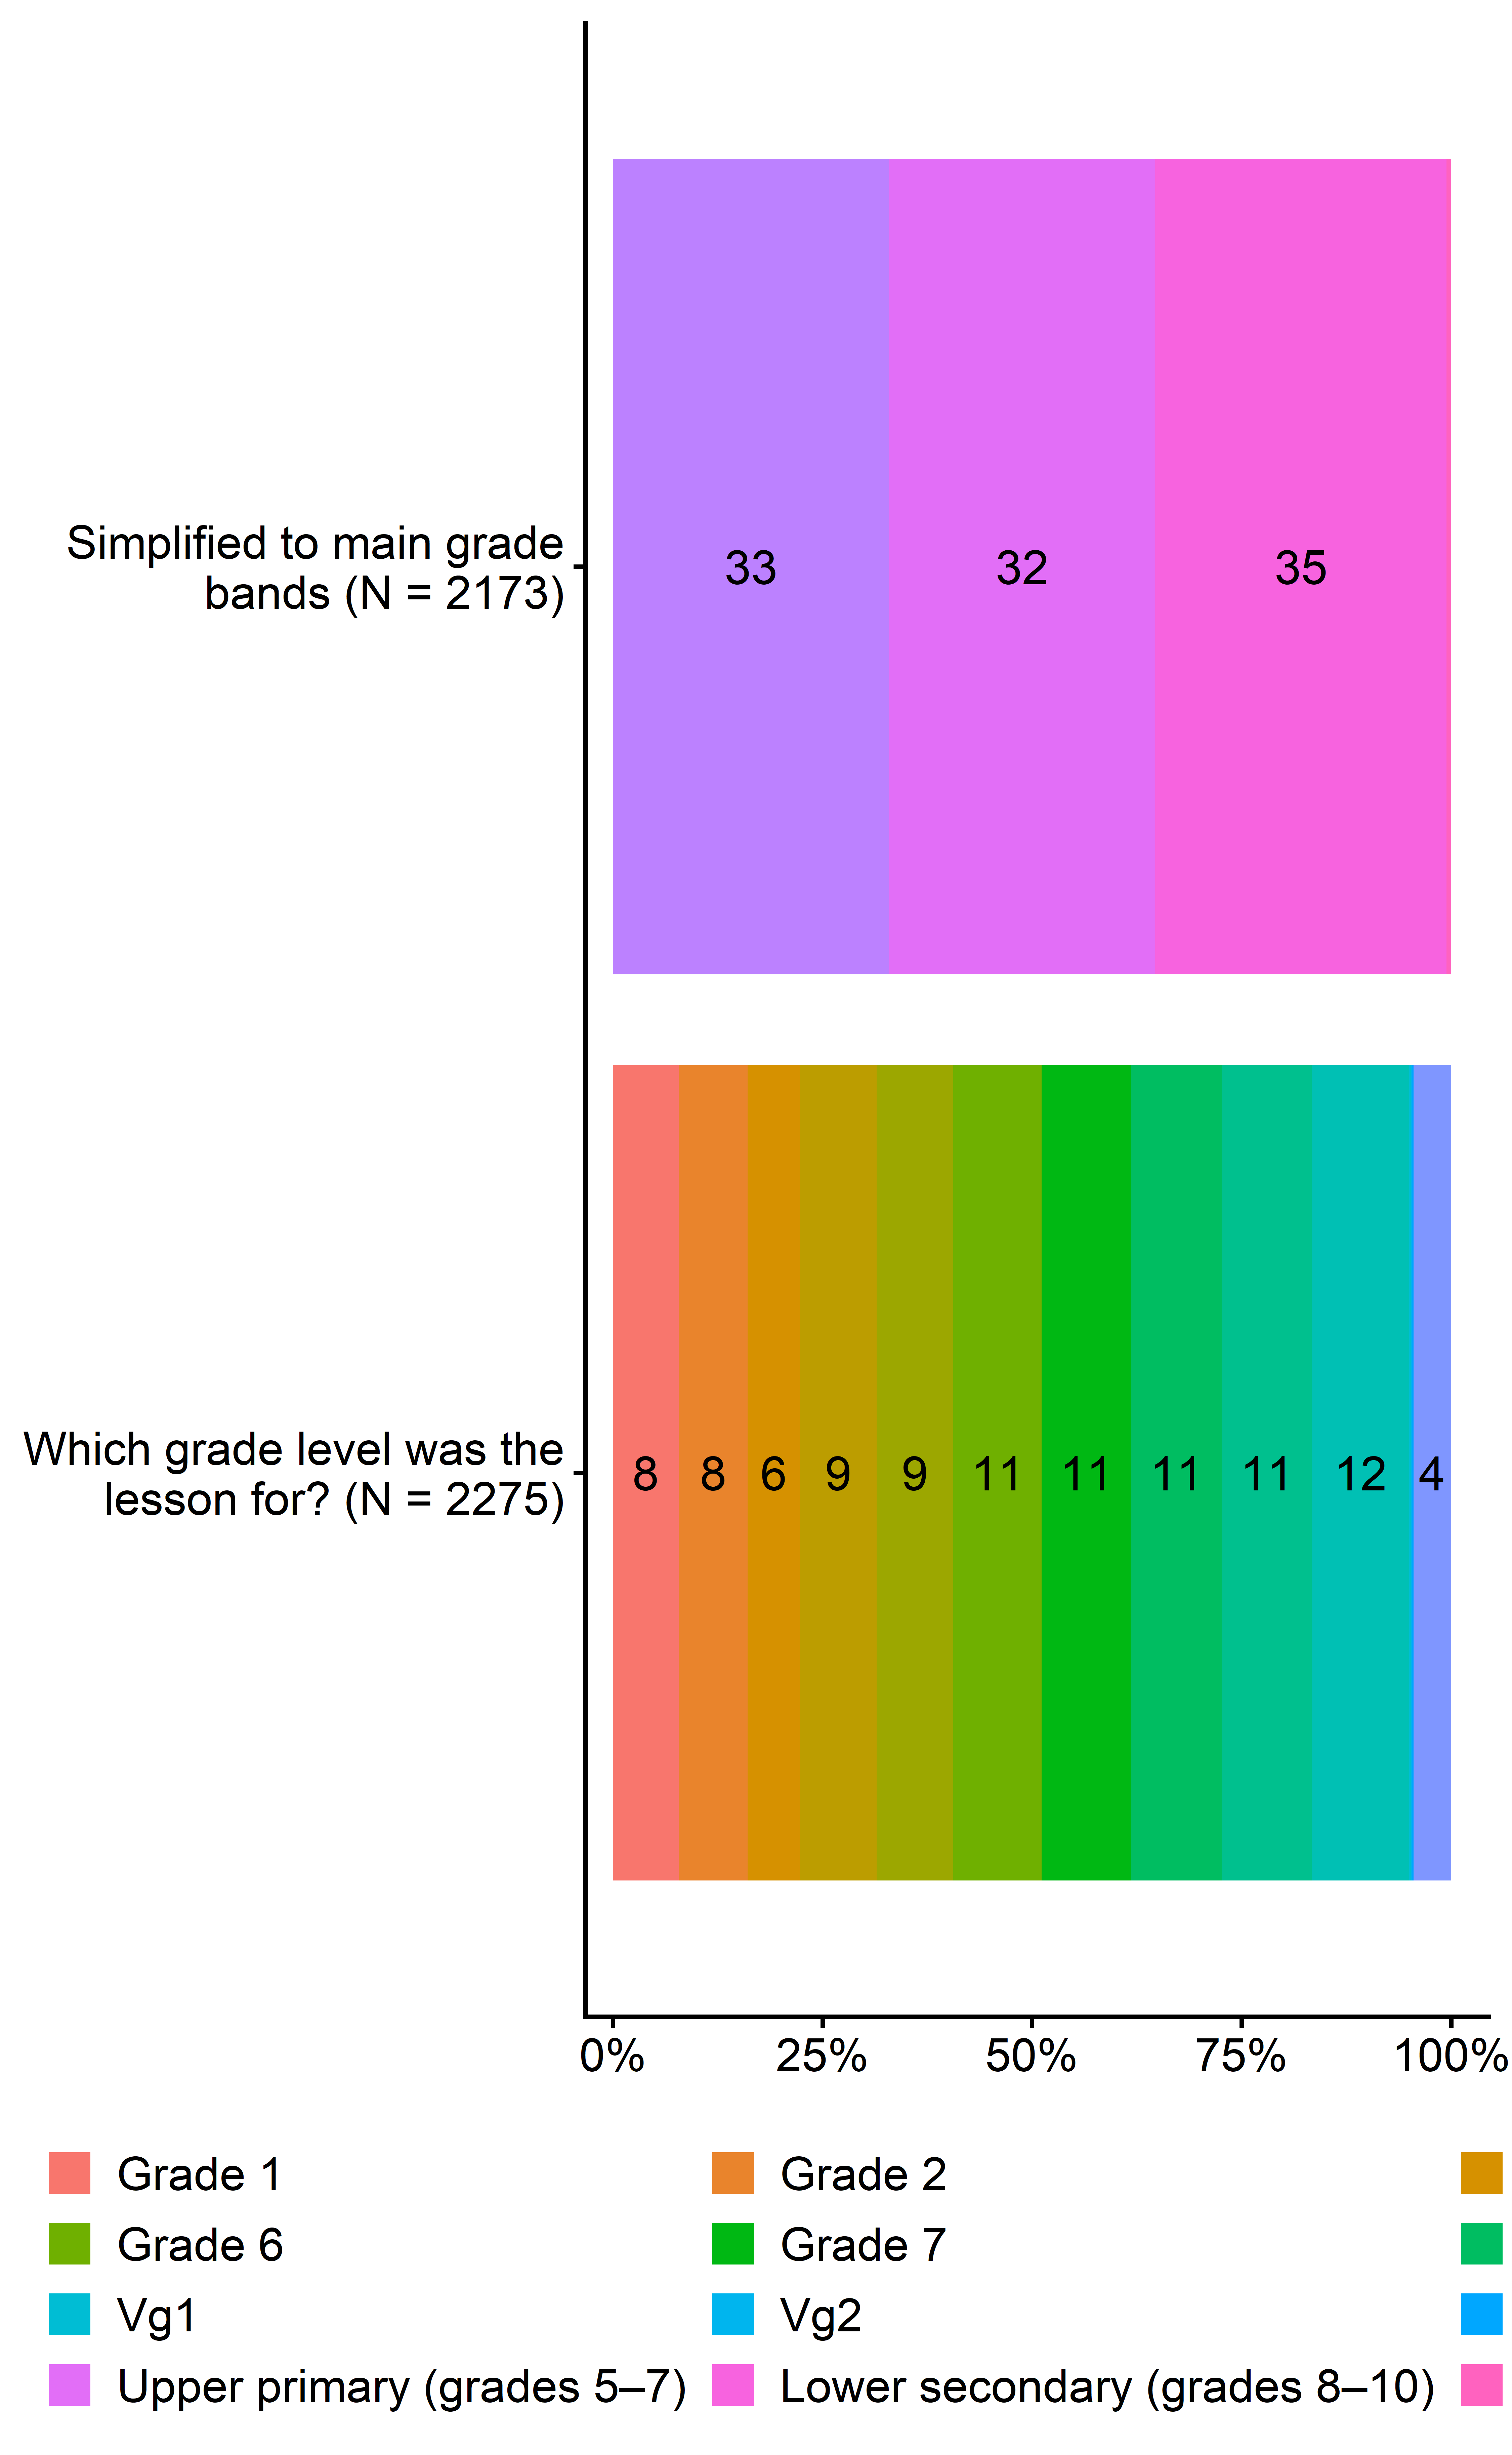 Simplified to main grade
bands (N = 2173)
33 32 35
Which grade level was the
lesson for? (N = 2275)
8 8 6 9 9 11 11 11 11 12 4
0% 25% 50% 75% 100%
Grade 1 Grade 2
Grade 6 Grade 7
Vg1 Vg2
Upper primary (grades 5–7) Lower secondary (grades 8–10)